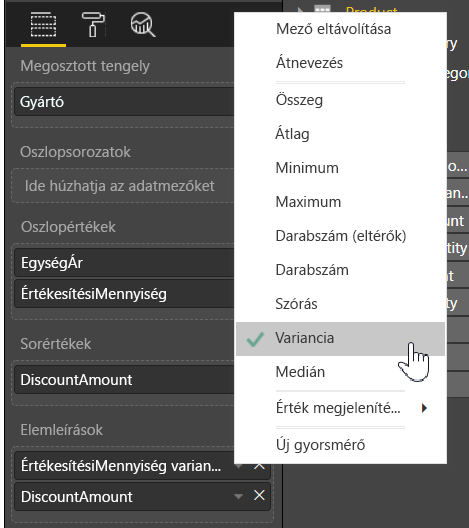 Megosztott tengely
Gyártó
Oszlopsorozatok
Ide húzhatja az adatmezőket
Oszlopértékek
EgységÁr
ÉrtékesítésiMennyiség
Sorértékek
DiscountAmount
Elemleírások
ÉrtékesítésiMennyiség varian...
DiscountAmount
Mező eltávolítása
Átnevezés
Összeg
Átlag
Minimum
Maximum
Darabszám (eltérők)
Darabszám
Szórás
Variancia
Medián
Érték megjeleníté...
Új gyorsmérő
Product